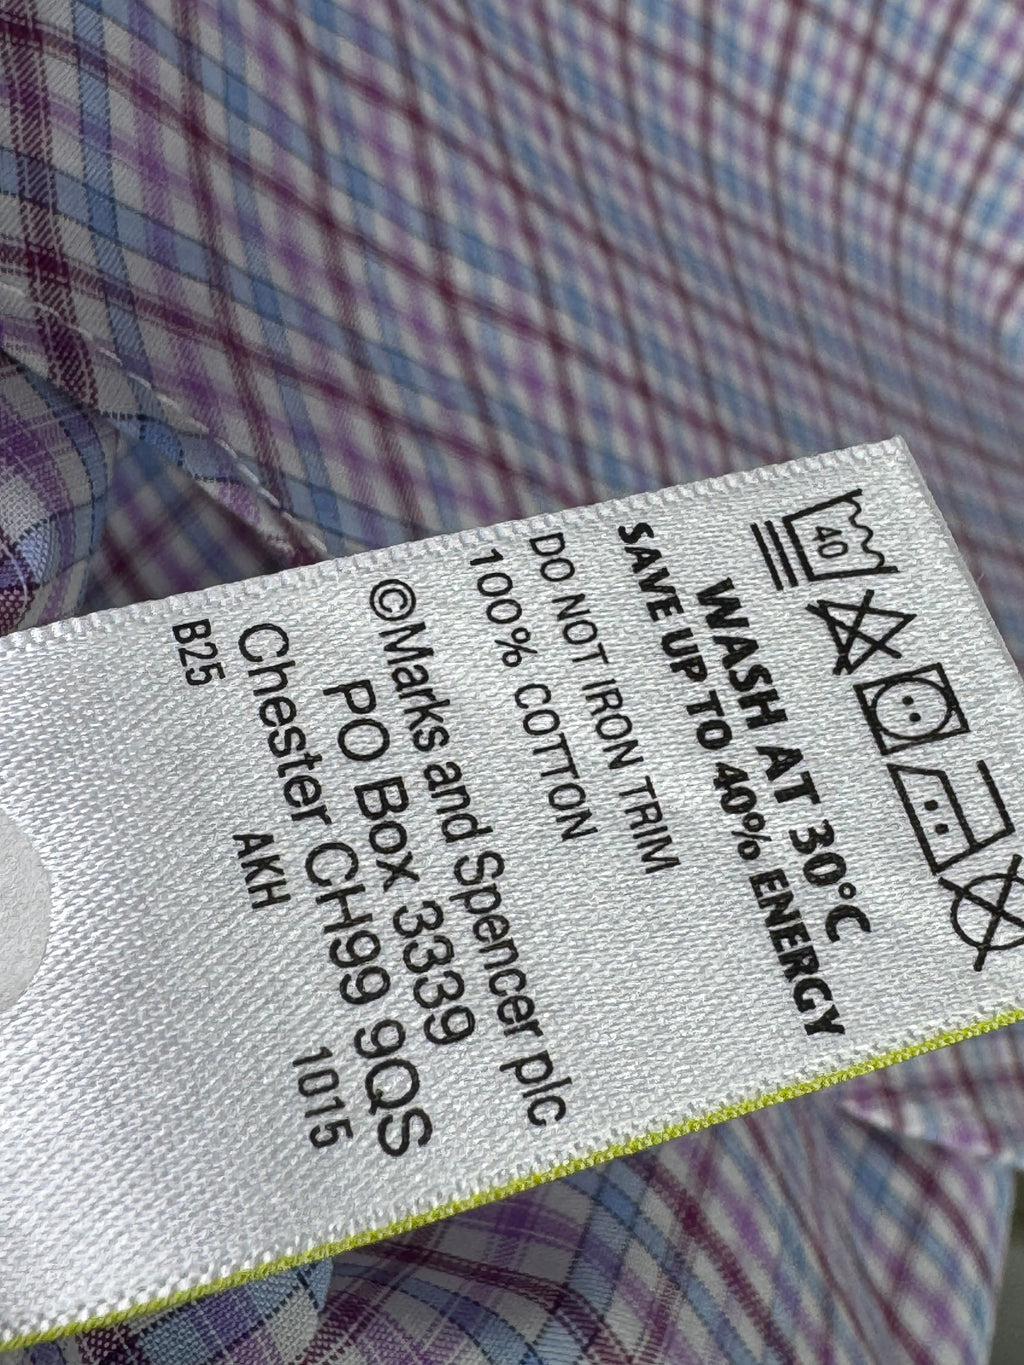 40
WASH AT 30°C
SAVE UP TO 40% ENERGY
DO NOT IRON TRIM
100% COTTON
©Marks and Spencer plc
PO Box 3339
Chester CH99 9QS
B25 AKH 1015